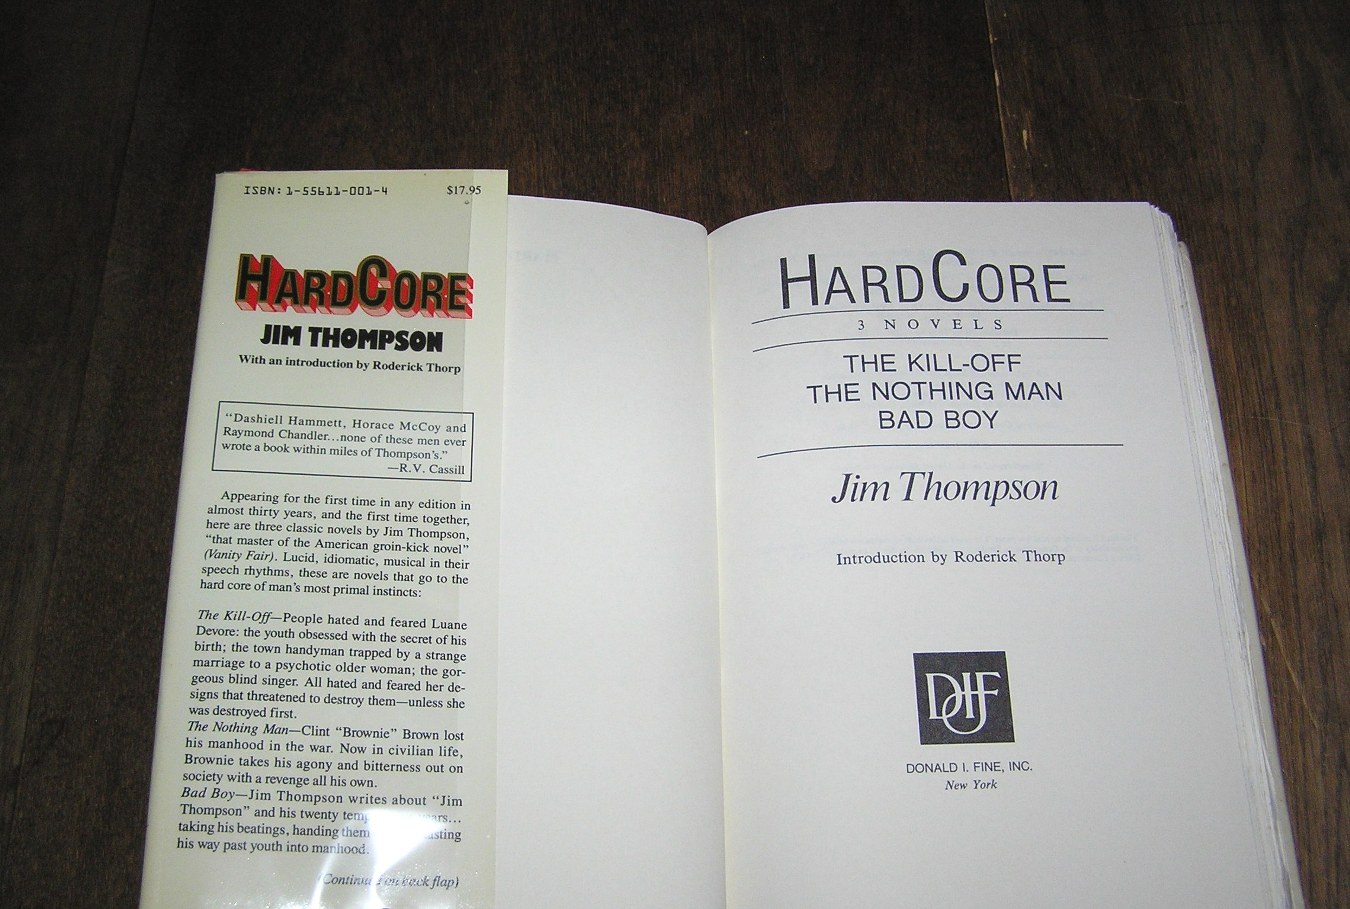 ISBN: 1-55611-001-4 $17.95
HARDCORE
JIM THOMPSON
With an introduction by Roderick Thorp
“Dashiell Hammett, Horace McCoy and
Raymond Chandler...none of these men ever
wrote a book within miles of Thompson's.”
—R.V. Cassill
Appearing for the first time in any edition in
almost thirty years, and the first time together,
here are three classic novels by Jim Thompson,
“that master of the American groin-kick novel”
(Vanity Fair). Lucid, idiomatic, musical in their
speech rhythms, these are novels that go to the
hard core of man's most primal instincts:
The Kill-Off—People hated and feared Luane
Devore: the youth obsessed with the secret of his
birth; the town handyman trapped by a strange
marriage to a psychotic older woman; the gor-
geous blind singer. All hated and feared her de-
signs that threatened to destroy them—unless she
was destroyed first.
The Nothing Man—Clint “Brownie” Brown lost
his manhood in the war. Now in civilian life,
Brownie takes his agony and bitterness out on
society with a revenge all his own.
Bad Boy—Jim Thompson writes about “Jim
Thompson” and his twenty
taking his beatings, handing them
his way past youth into manhood.
(Continued on back flap)
HARDCORE
3 NOVELS
THE KILL-OFF
THE NOTHING MAN
BAD BOY
Jim Thompson
Introduction by Roderick Thorp
DIF
DONALD I. FINE, INC.
New York